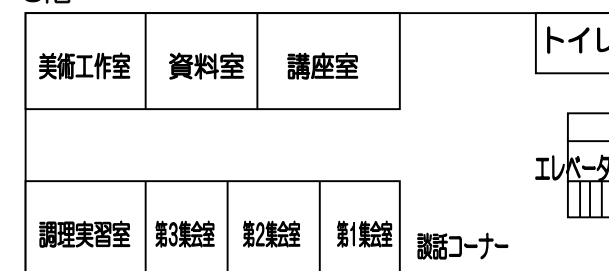 美術工作室
資料室
講座室
トイレ
エレベータ
調理実習室
第3集会室
第2集会室
第1集会室
談話コーナー